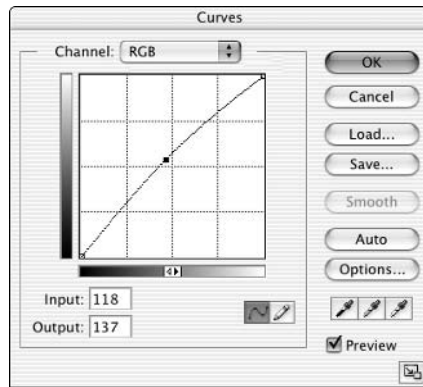 Curves
Channel: RGB
OK
Cancel
Load...
Save...
Smooth
Auto
Options...
Input: 118
Output: 137
Preview